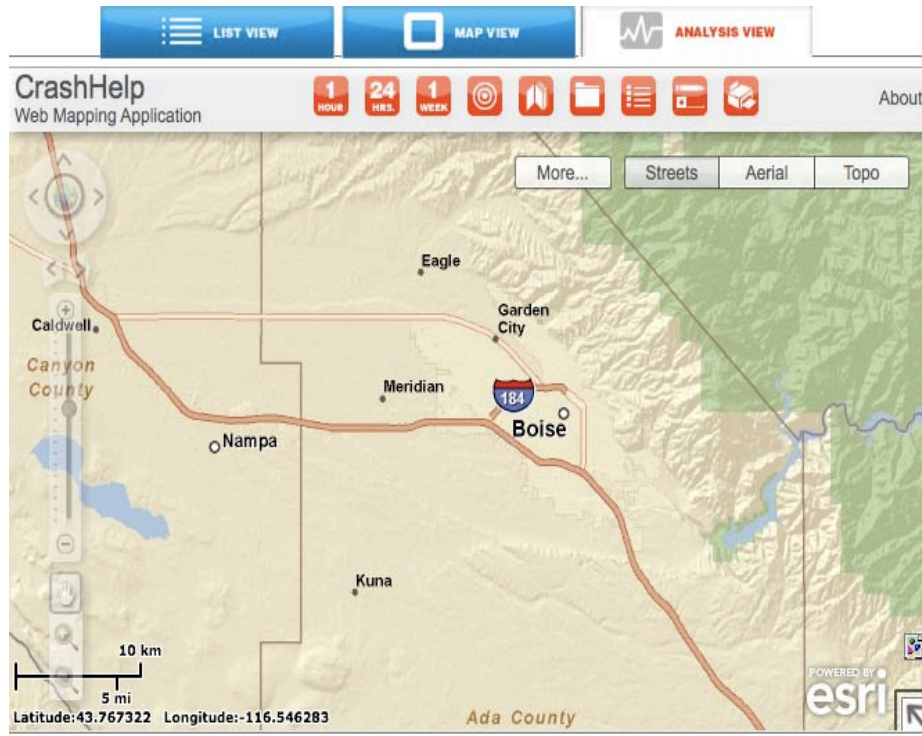 LIST VIEW
MAP VIEW
ANALYSIS VIEW
CrashHelp
Web Mapping Application
1
HOUR
24
HRS.
1
WEEK
About
More...
Streets
Aerial
Topo
Eagle
Garden
City
Caldwell
Canyon
County
Meridian
184
Boise
Nampa
Kuna
10 km
5 mi
POWERED BY
esri
Latitude:43.767322 Longitude:-116.546283
Ada County